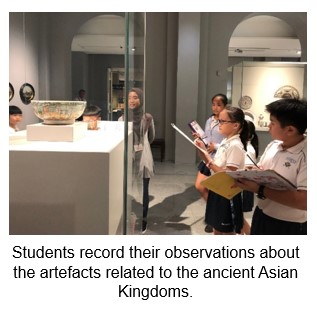 Students record their observations about
the artefacts related to the ancient Asian
Kingdoms.